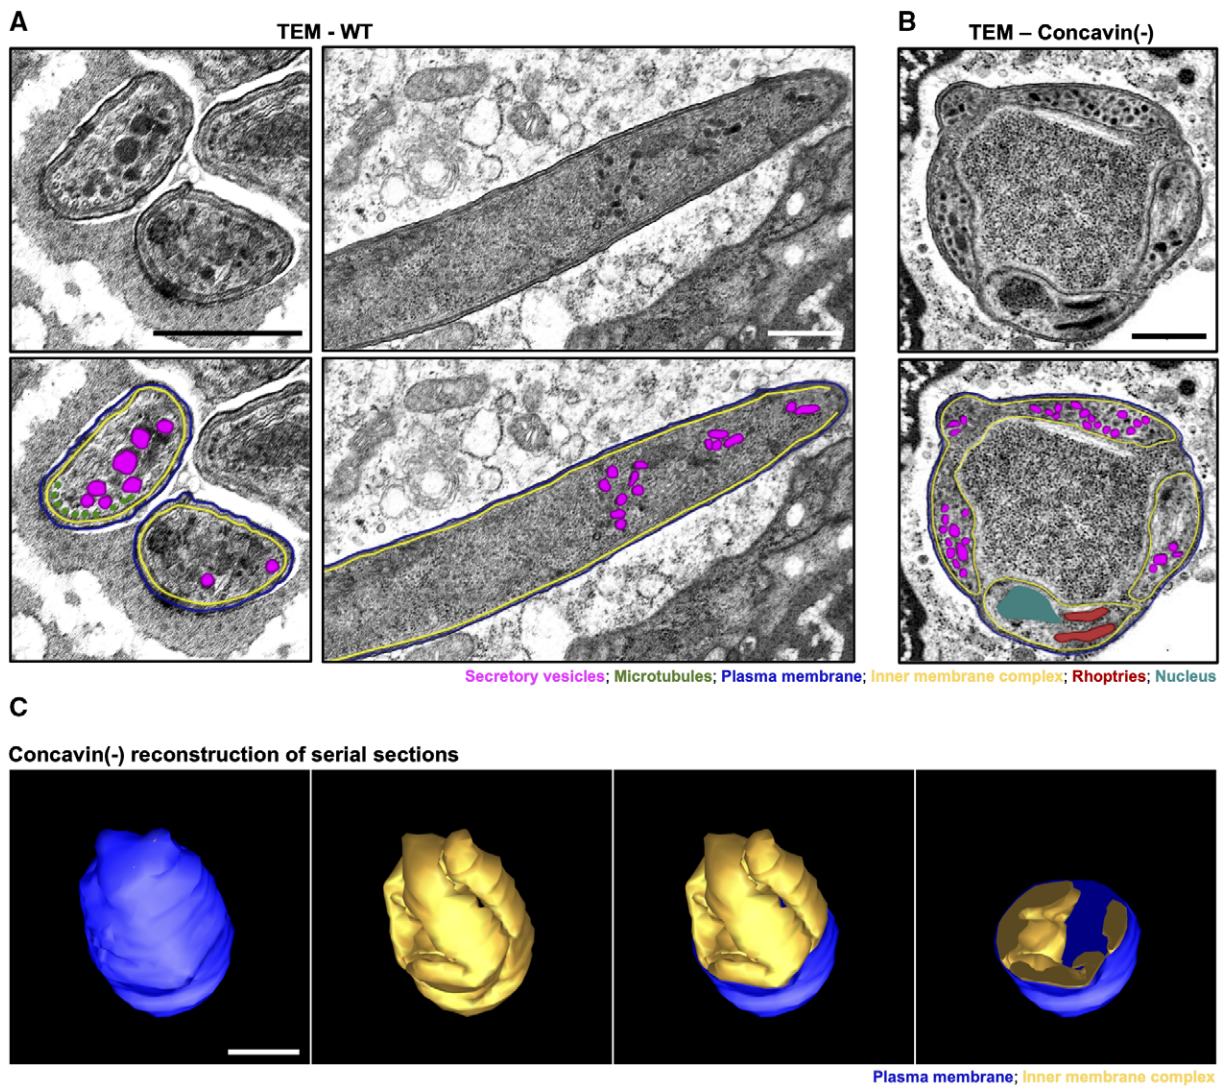 A
TEM - WT
B
TEM – Concavin(-)
Secretory vesicles; Microtubules; Plasma membrane; Inner membrane complex; Rhoptries; Nucleus
C
Concavin(-) reconstruction of serial sections
Plasma membrane; Inner membrane complex